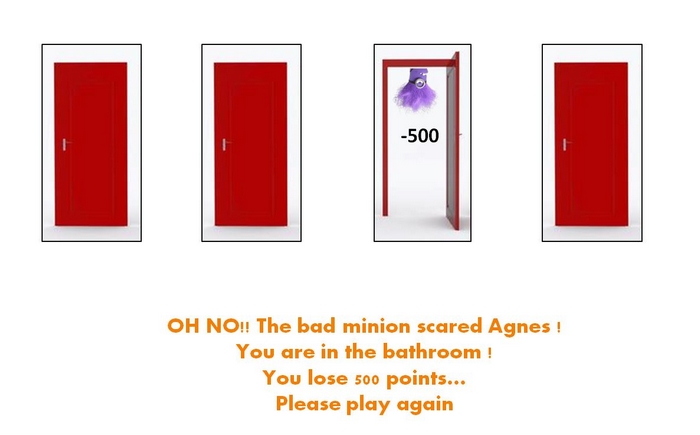 -500
OH NO!! The bad minion scared Agnes !
You are in the bathroom !
You lose 500 points...
Please play again